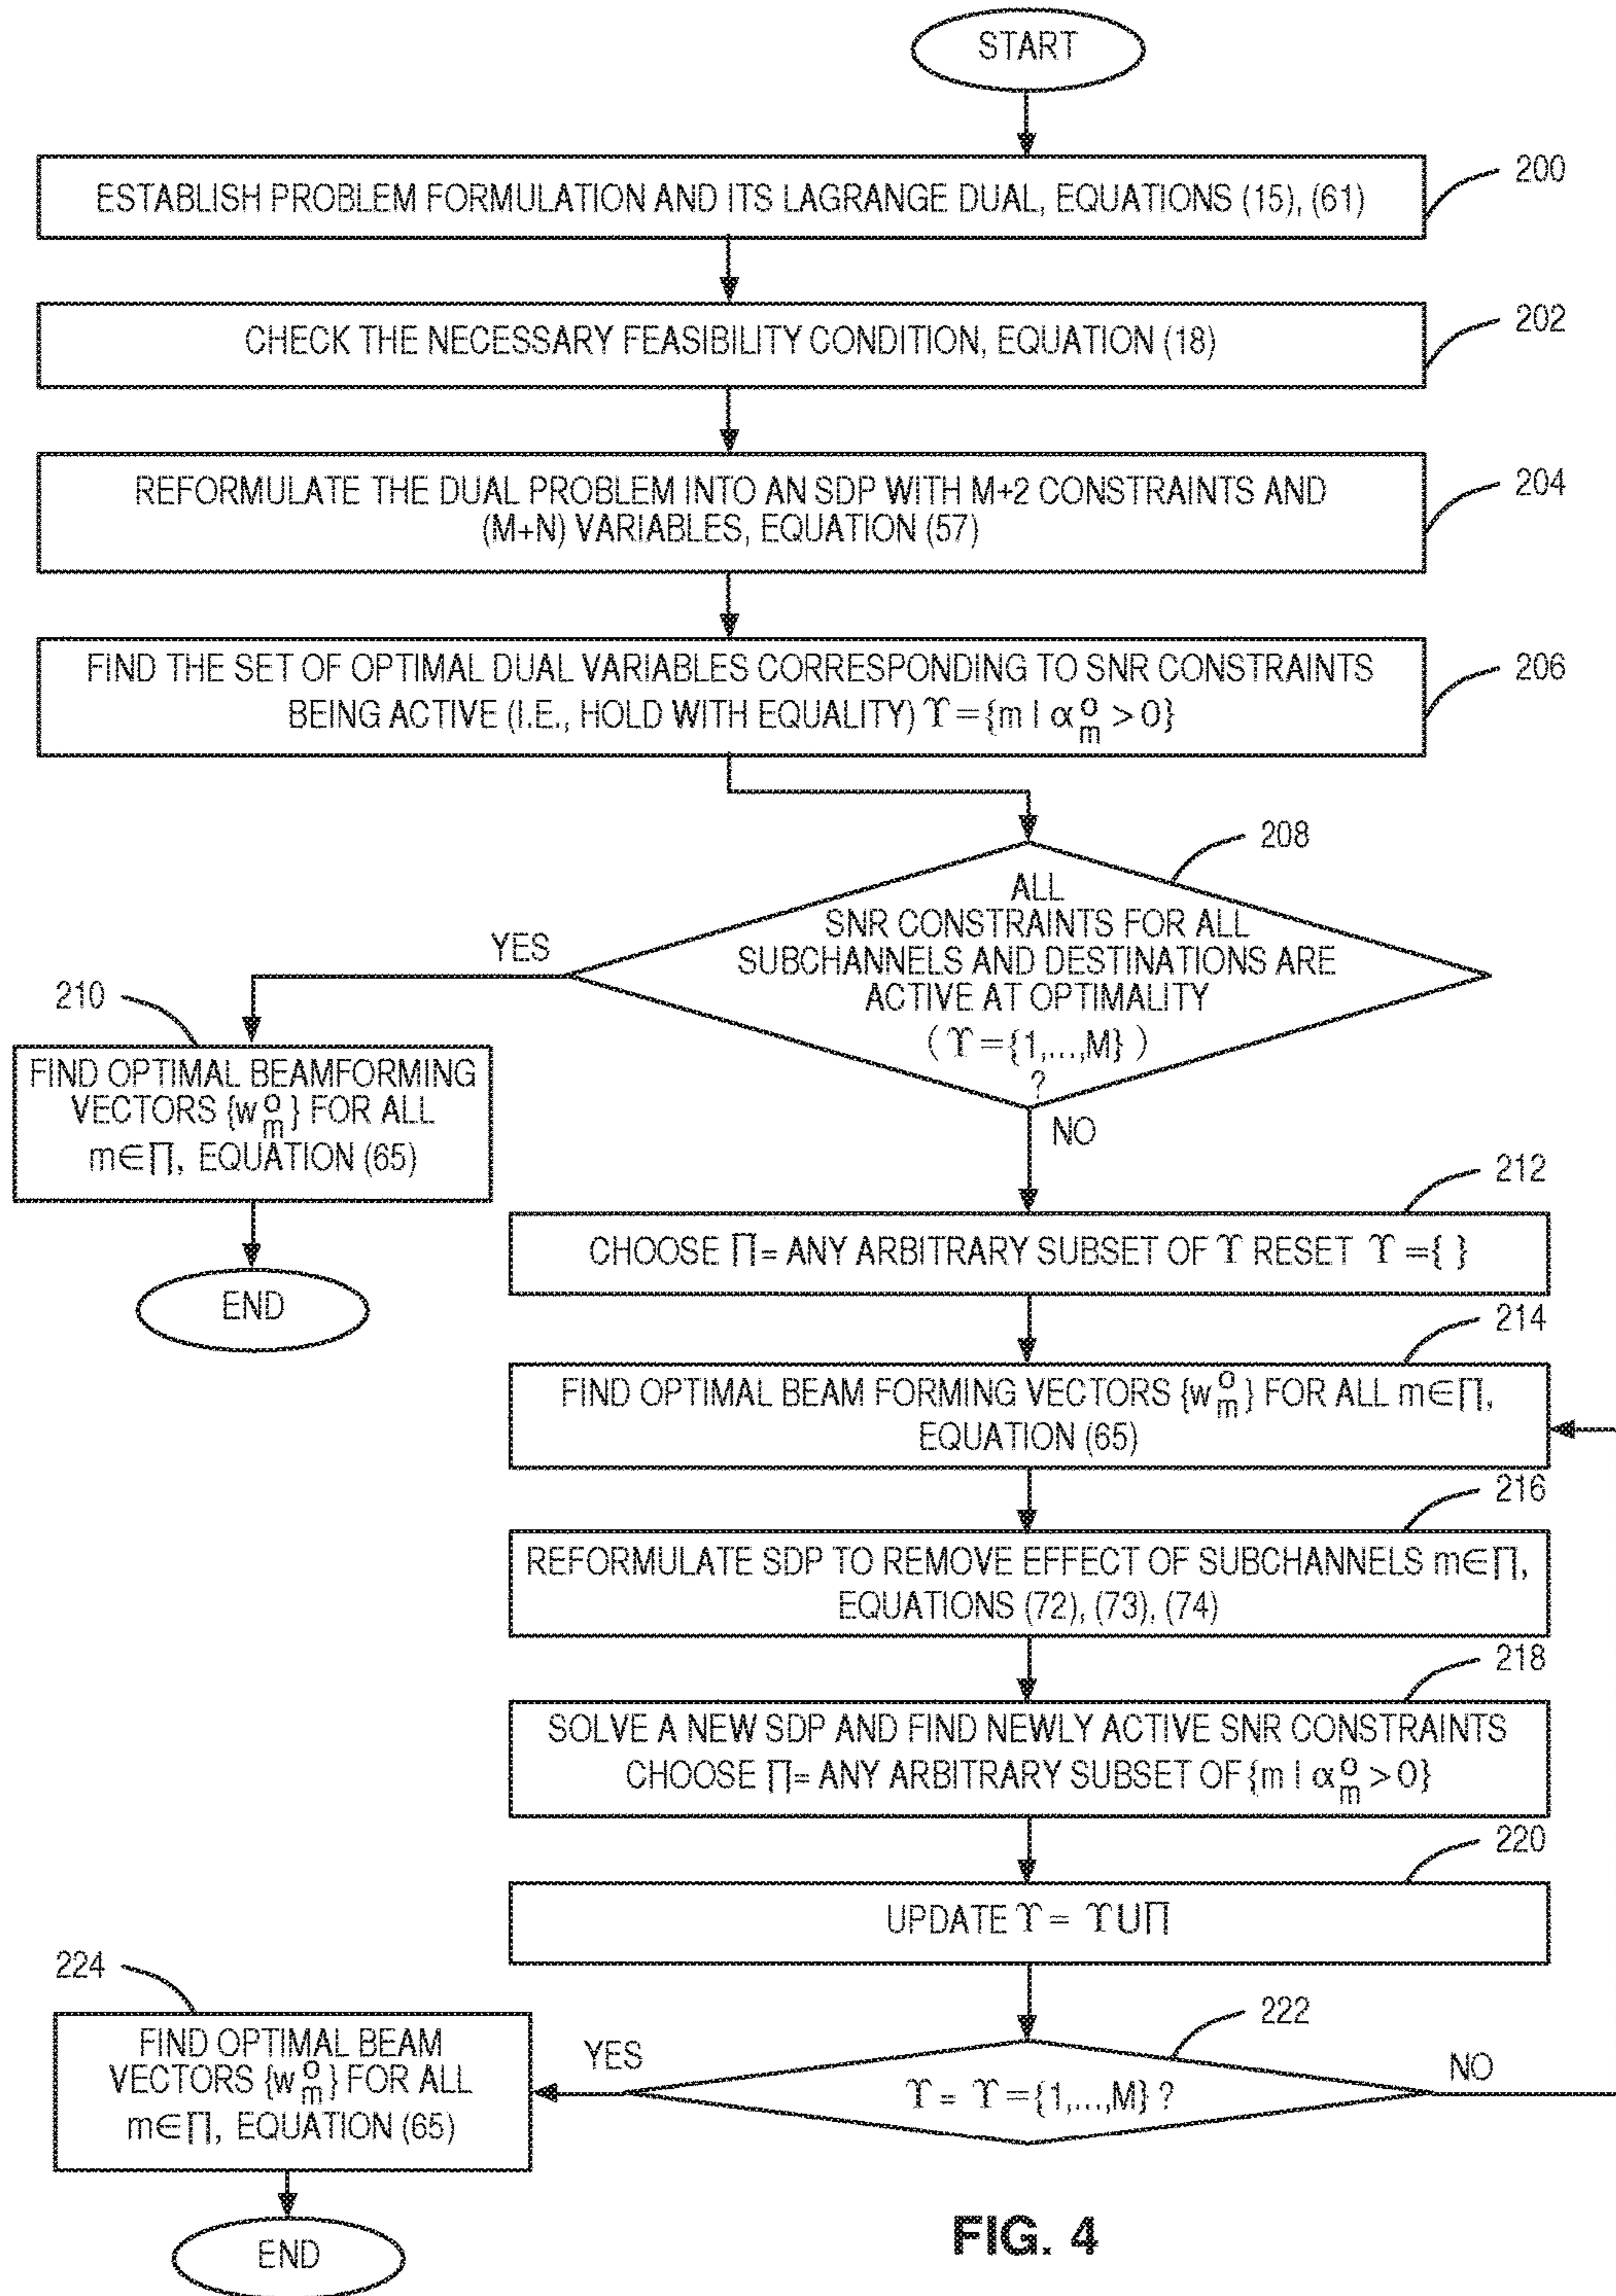 START
200
ESTABLISH PROBLEM FORMULATION AND ITS LAGRANGE DUAL, EQUATIONS (15), (61)
202
CHECK THE NECESSARY FEASIBILITY CONDITION, EQUATION (18)
204
REFORMULATE THE DUAL PROBLEM INTO AN SDP WITH M+2 CONSTRAINTS AND
(M+N) VARIABLES, EQUATION (57)
206
FIND THE SET OF OPTIMAL DUAL VARIABLES CORRESPONDING TO SNR CONSTRAINTS
BEING ACTIVE (I.E., HOLD WITH EQUALITY) ϒ = {m | α_m^o > 0}
208
ALL
SNR CONSTRAINTS FOR ALL
SUBCHANNELS AND DESTINATIONS ARE
ACTIVE AT OPTIMALITY
( ϒ = {1,...,M} )
?
YES
NO
210
FIND OPTIMAL BEAMFORMING
VECTORS {w_m^o} FOR ALL
m∈∏, EQUATION (65)
END
212
CHOOSE ∏= ANY ARBITRARY SUBSET OF ϒ RESET ϒ ={ }
214
FIND OPTIMAL BEAM FORMING VECTORS {w_m^o} FOR ALL m∈∏,
EQUATION (65)
216
REFORMULATE SDP TO REMOVE EFFECT OF SUBCHANNELS m∈∏,
EQUATIONS (72), (73), (74)
218
SOLVE A NEW SDP AND FIND NEWLY ACTIVE SNR CONSTRAINTS
CHOOSE ∏= ANY ARBITRARY SUBSET OF {m | α_m^o > 0}
220
UPDATE ϒ = ϒU∏
222
ϒ = ϒ ={1,...,M} ?
YES
NO
224
FIND OPTIMAL BEAM
VECTORS {w_m^o} FOR ALL
m∈∏, EQUATION (65)
END
FIG. 4